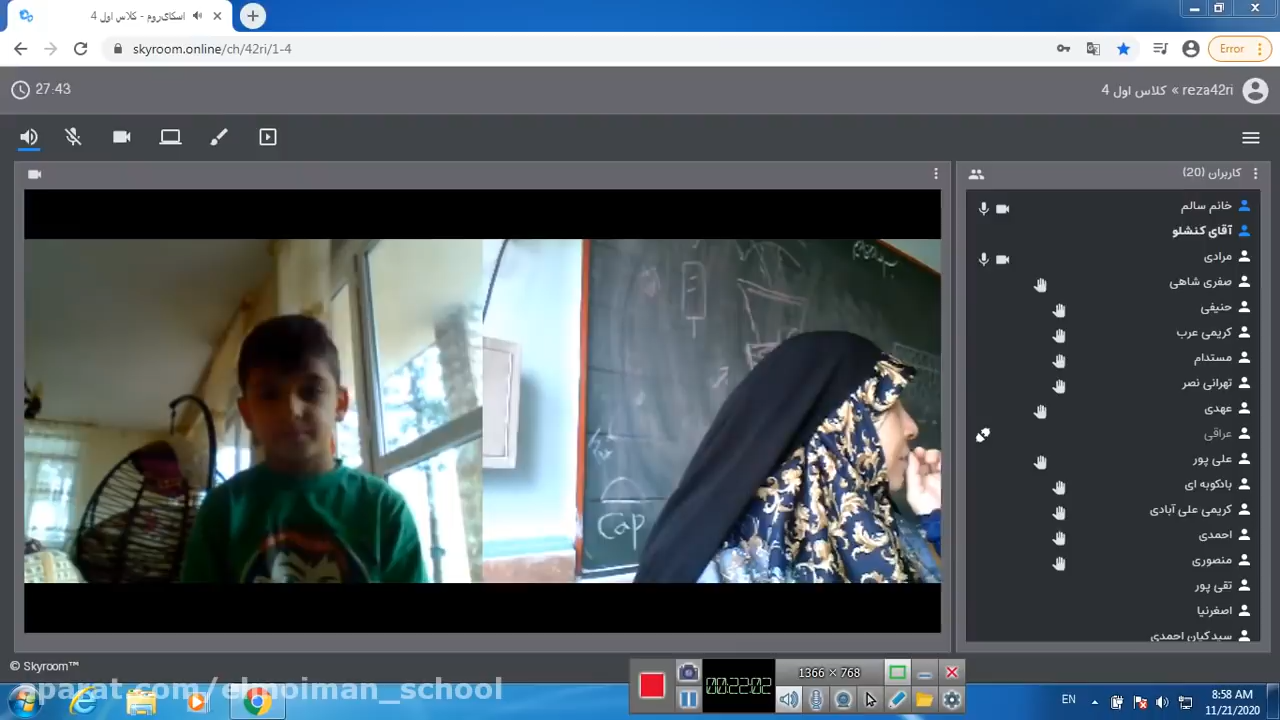 اسکای‌روم - کلاس اول 4
skyroom.online/ch/42ri/1-4
Error
27:43
reza42ri » کلاس اول 4
کاربران (20)
خانم سالم
آقای کنشلو
مرادی
صفری شاهی
حنیفی
کریمی عرب
مستدام
تهرانی نصر
عهدی
عراقی
علی پور
بادکوبه ای
کریمی علی آبادی
احمدی
منصوری
تقی پور
اصغرنیا
سیدکیان احمدی
Cap
© Skyroom™
aparat.com/elmoiman_school
00:22:02
1366 × 768
EN
8:58 AM
11/21/2020